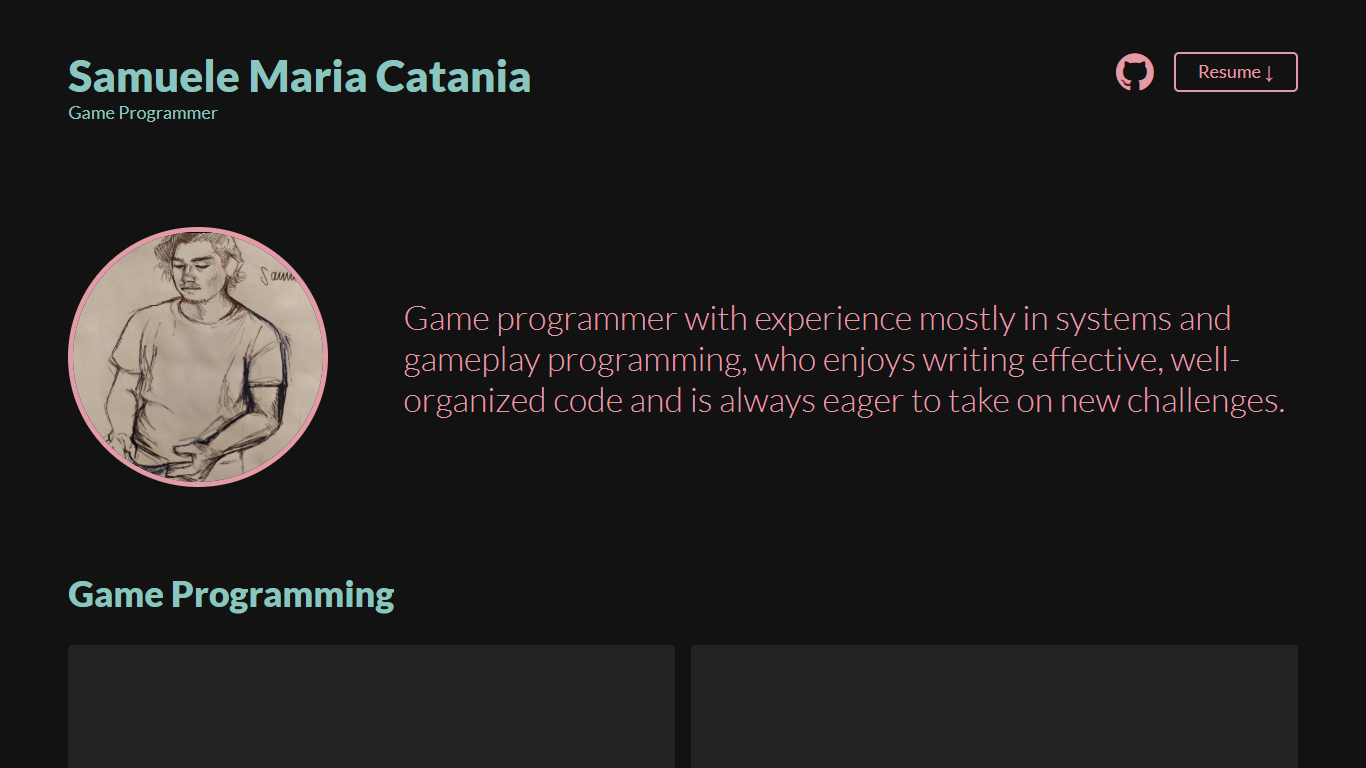 Samuele Maria Catania
Game Programmer
Resume ↓
Game programmer with experience mostly in systems and
gameplay programming, who enjoys writing effective, well-
organized code and is always eager to take on new challenges.
Game Programming